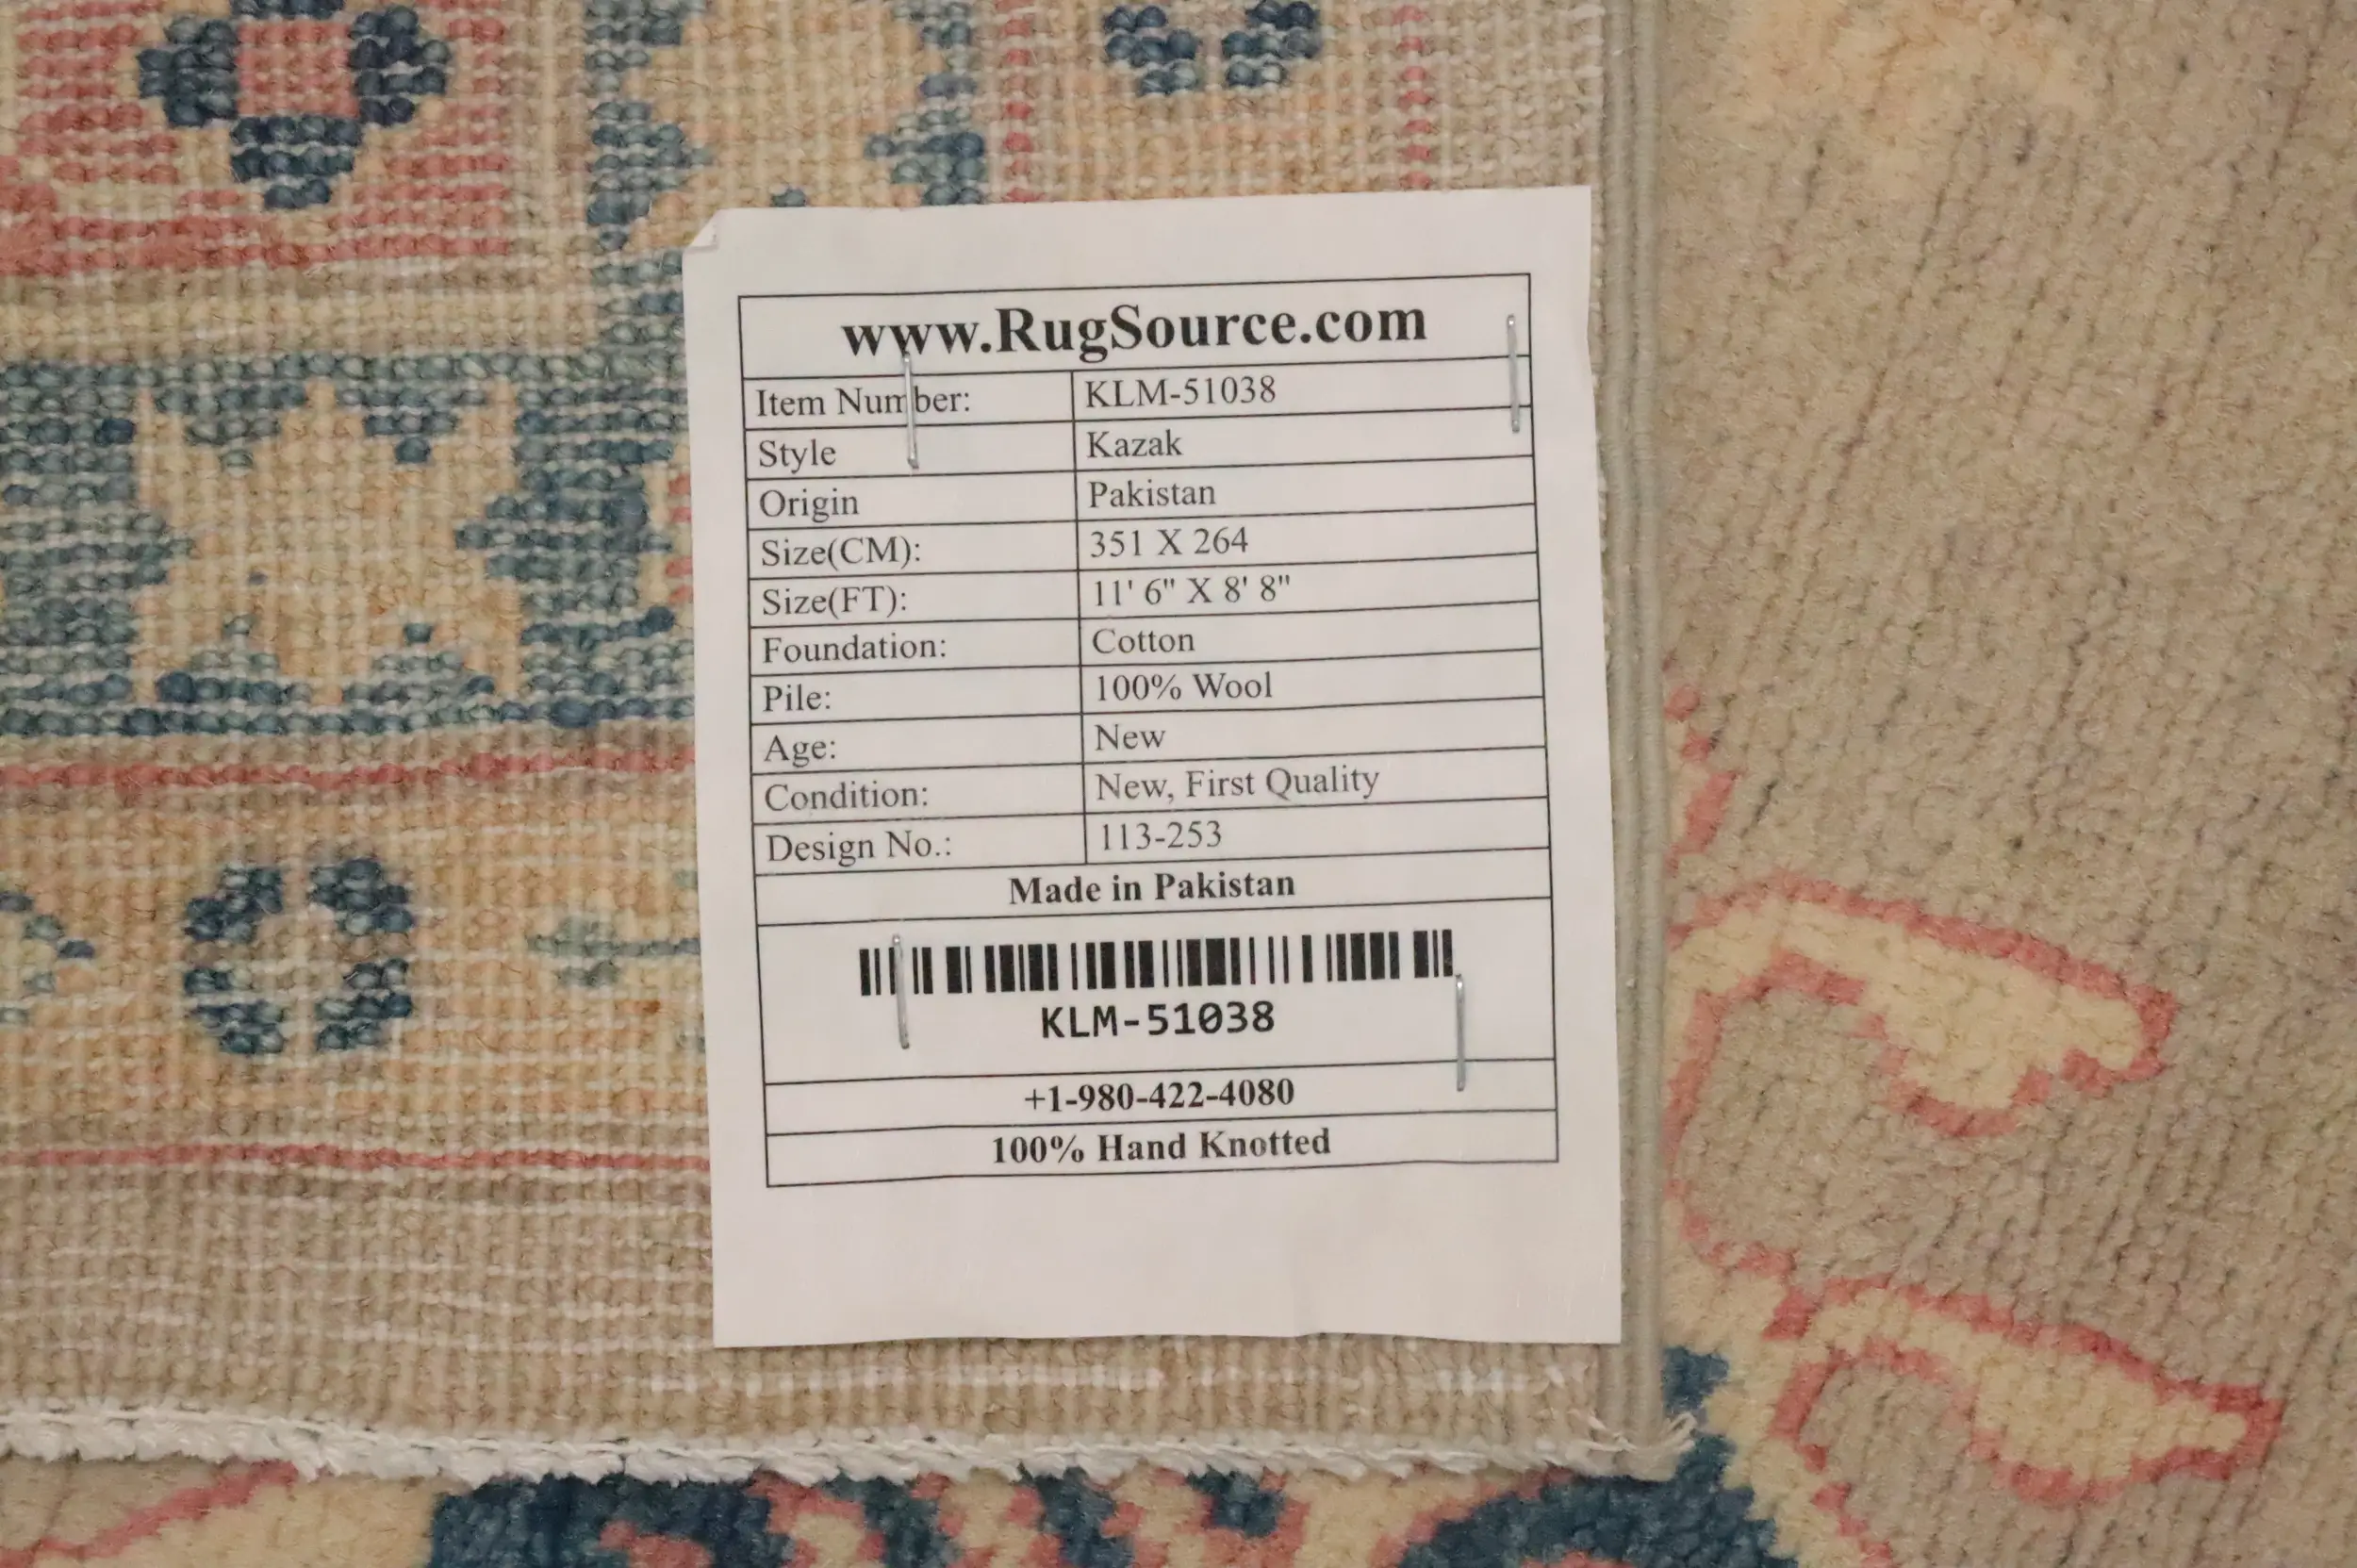 www.RugSource.com
Item Number: KLM-51038
Style Kazak
Origin Pakistan
Size(CM): 351 X 264
Size(FT): 11' 6" X 8' 8"
Foundation: Cotton
Pile: 100% Wool
Age: New
Condition: New, First Quality
Design No.: 113-253
Made in Pakistan
KLM-51038
+1-980-422-4080
100% Hand Knotted